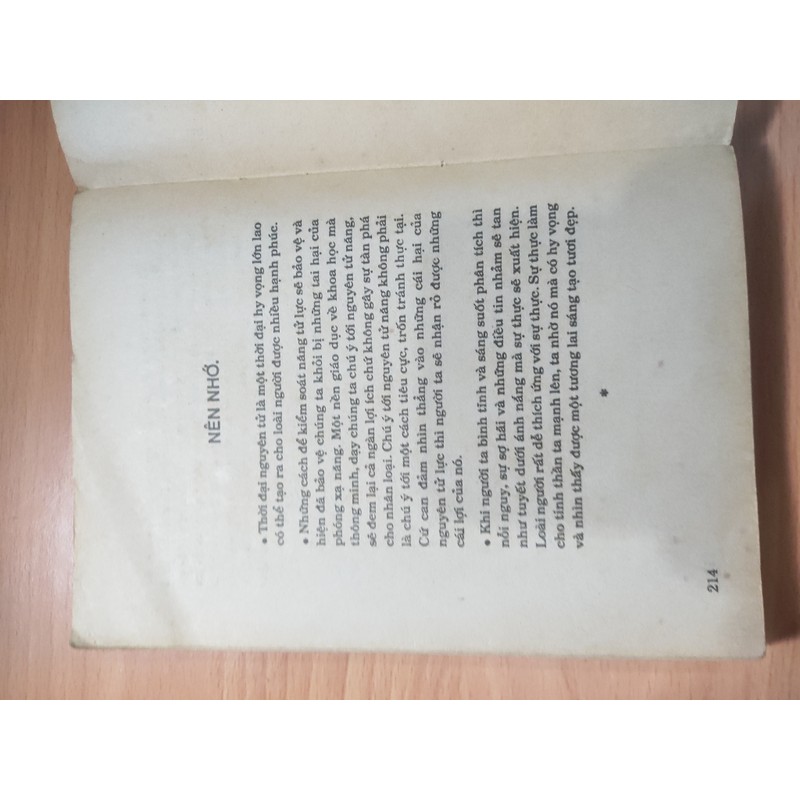 NÊN NHỚ.
• Thời đại nguyên tử là một thời đại hy vọng lớn lao
có thể tạo ra cho loài người được nhiều hạnh phúc.
• Những cách để kiểm soát năng tử lực sẽ bảo vệ và
hiện đã bảo vệ chúng ta khỏi bị những tai hại của
phóng xạ năng. Một nền giáo dục về khoa học mà
thông minh, dạy chúng ta chú ý tới nguyên tử năng,
sẽ đem lại cả ngàn lợi ích chứ không gây sự tàn phá
cho nhân loại. Chú ý tới nguyên tử năng không phải
là chú ý tới một cách tiêu cực, trốn tránh thực tại.
Cứ can đảm nhìn thẳng vào những cái hại của
nguyên tử lực thì người ta sẽ nhận rõ được những
cái lợi của nó.
• Khi người ta bình tĩnh và sáng suốt phân tích thì
nỗi nguy, sự sợ hãi và những điều tin nhảm sẽ tan
như tuyết dưới ánh nắng mà sự thực sẽ xuất hiện.
Loài người rất dễ thích ứng với sự thực. Sự thực làm
cho tinh thần ta mạnh lên, ta nhờ nó mà có hy vọng
và nhìn thấy được một tương lai sáng tạo tươi đẹp.
*
214